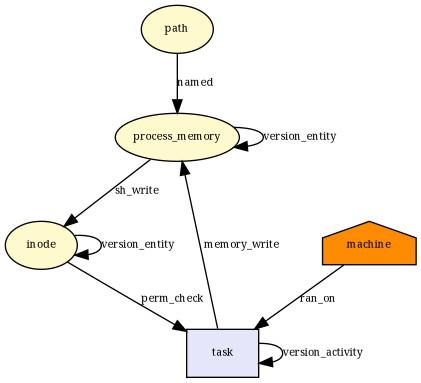 path
named
process_memory
version_entity
sh_write
inode
version_entity
memory_write
machine
perm_check
ran_on
task
version_activity